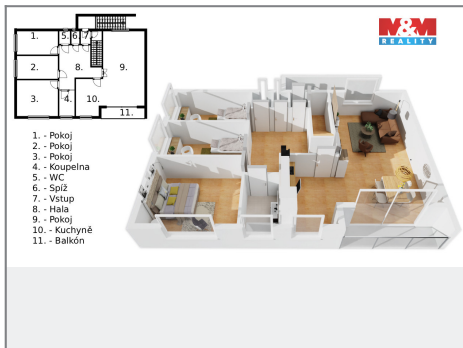 1.
5.
6.
7.
2.
8.
9.
3.
4.
10.
11.
M&M
REALITY
1. - Pokoj
2. - Pokoj
3. - Pokoj
4. - Koupelna
5. - WC
6. - Spíž
7. - Vstup
8. - Hala
9. - Pokoj
10. - Kuchyně
11. - Balkón